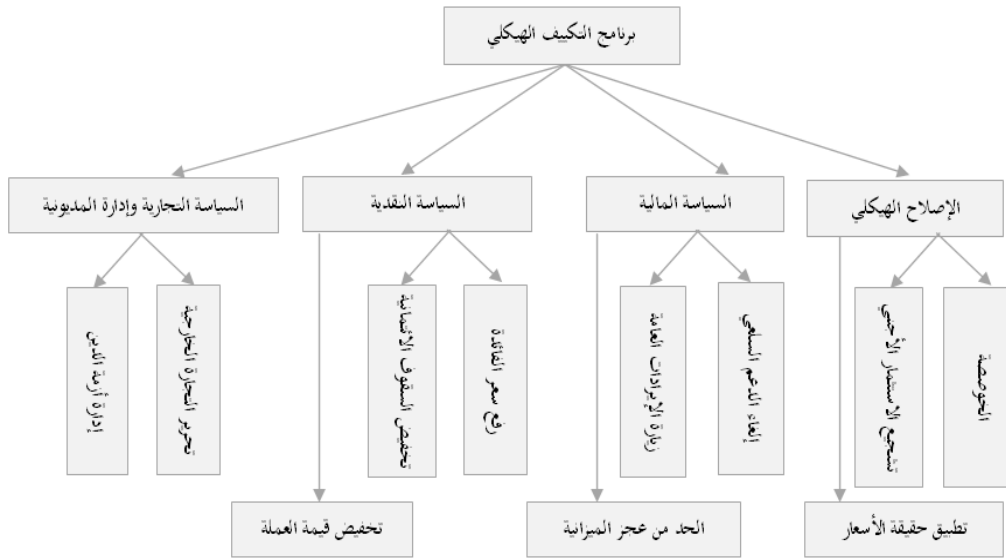 برنامج التكييف الهيكلي
الإصلاح الهيكلي
السياسة المالية
السياسة النقدية
السياسة التجارية وإدارة المديونية
الخوصصة
تشجيع الاستثمار الأجنبي
إلغاء الدعم السلعي
زيارة الإيرادات العامة
رفع سعر الفائدة
تخفيض السقوف الائتمانية
تحرير التجارة الخارجية
إدارة أزمة الدين
تطبيق حقيقة الأسعار
الحد من عجز الميزانية
تخفيض قيمة العملة